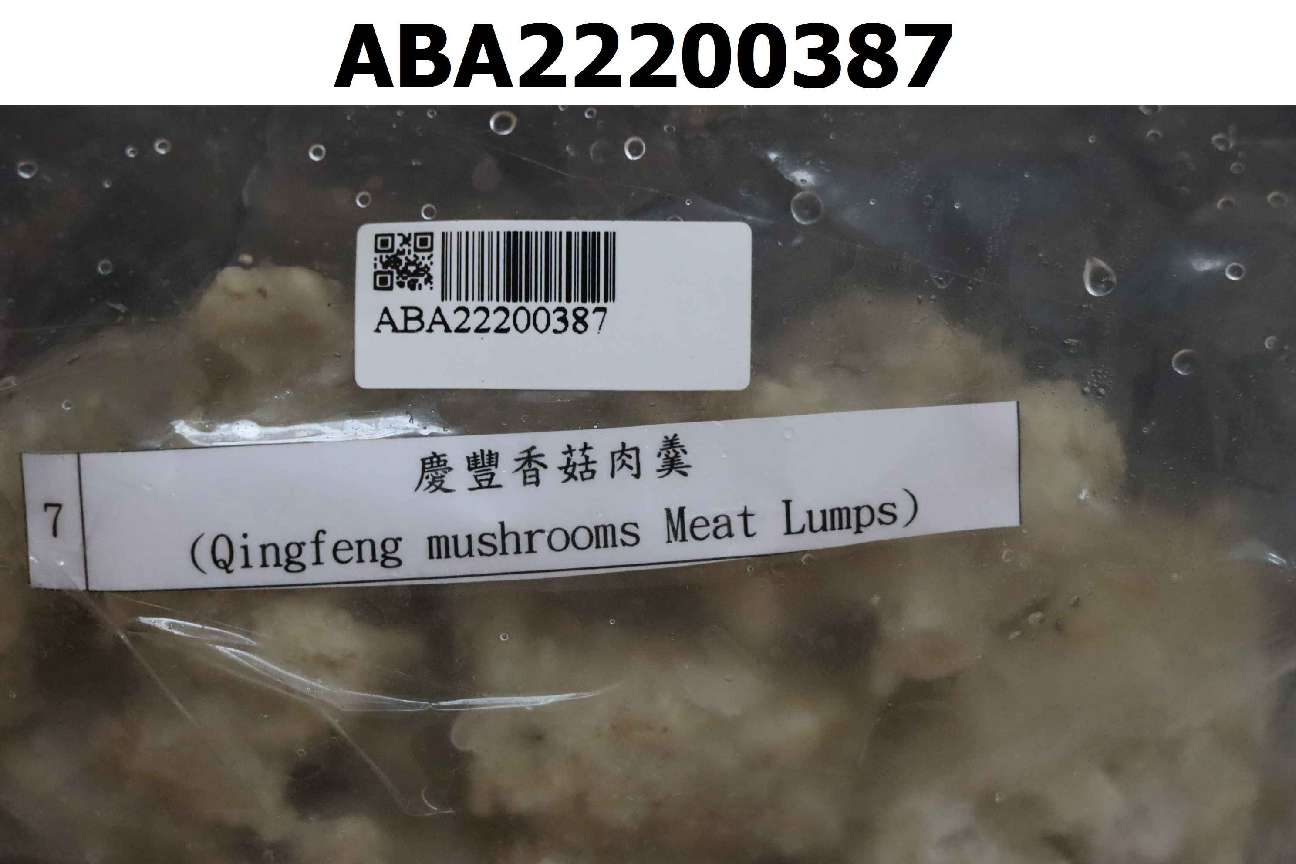 ABA22200387
ABA22200387
7
慶豐香菇肉羹
(Qingfeng mushrooms Meat Lumps)